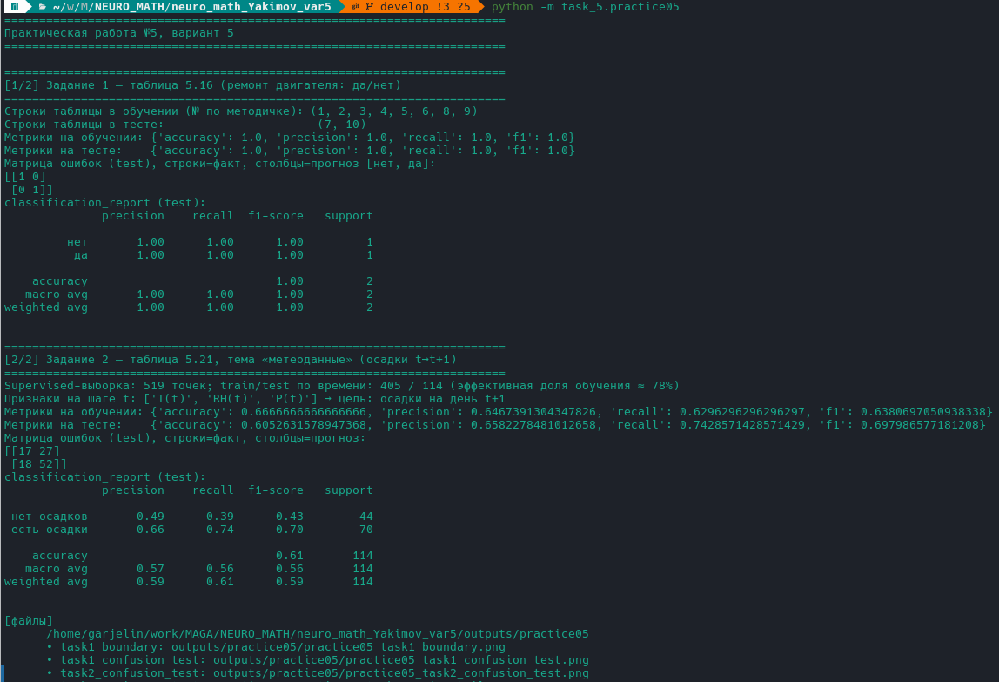 ~/w/M/NEURO_MATH/neuro_math_Yakimov_var5 develop !3 ?5 python -m task_5.practice05
========================================================================
Практическая работа №5, вариант 5
========================================================================
========================================================================
[1/2] Задание 1 — таблица 5.16 (ремонт двигателя: да/нет)
========================================================================
Строки таблицы в обучении (№ по методичке): (1, 2, 3, 4, 5, 6, 8, 9)
Строки таблицы в тесте:                      (7, 10)
Метрики на обучении: {'accuracy': 1.0, 'precision': 1.0, 'recall': 1.0, 'f1': 1.0}
Метрики на тесте:    {'accuracy': 1.0, 'precision': 1.0, 'recall': 1.0, 'f1': 1.0}
Матрица ошибок (test), строки=факт, столбцы=прогноз [нет, да]:
[[1 0]
 [0 1]]
classification_report (test):
              precision    recall  f1-score   support
         нет       1.00      1.00      1.00         1
          да       1.00      1.00      1.00         1
    accuracy                           1.00         2
   macro avg       1.00      1.00      1.00         2
weighted avg       1.00      1.00      1.00         2
========================================================================
[2/2] Задание 2 — таблица 5.21, тема «метеоданные» (осадки t→t+1)
========================================================================
Supervised-выборка: 519 точек; train/test по времени: 405 / 114 (эффективная доля обучения ≈ 78%)
Признаки на шаге t: ['T(t)', 'RH(t)', 'P(t)'] → цель: осадки на день t+1
Метрики на обучении: {'accuracy': 0.6666666666666666, 'precision': 0.6467391304347826, 'recall': 0.6296296296296297, 'f1': 0.6380697050938338}
Метрики на тесте:    {'accuracy': 0.6052631578947368, 'precision': 0.6582278481012658, 'recall': 0.7428571428571429, 'f1': 0.697986577181208}
Матрица ошибок (test), строки=факт, столбцы=прогноз:
[[17 27]
 [18 52]]
classification_report (test):
              precision    recall  f1-score   support
 нет осадков       0.49      0.39      0.43        44
 есть осадки       0.66      0.74      0.70        70
    accuracy                           0.61       114
   macro avg       0.57      0.56      0.56       114
weighted avg       0.59      0.61      0.59       114
[файлы]
      /home/garjelin/work/MAGA/NEURO_MATH/neuro_math_Yakimov_var5/outputs/practice05
      • task1_boundary: outputs/practice05/practice05_task1_boundary.png
      • task1_confusion_test: outputs/practice05/practice05_task1_confusion_test.png
      • task2_confusion_test: outputs/practice05/practice05_task2_confusion_test.png